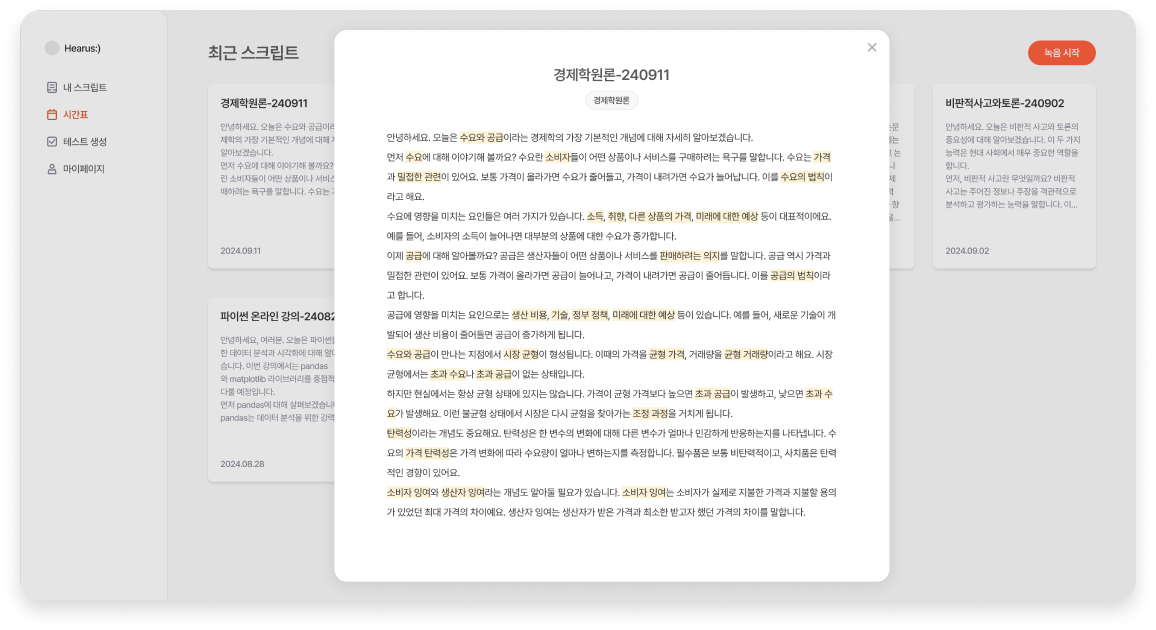 Hearus:)
내 스크립트
시간표
테스트 생성
마이페이지
최근 스크립트
녹음 시작
경제학원론-240911
안녕하세요. 오늘은 수요와 공급이라
제학의 가장 기본적인 개념에 대해
알아보겠습니다.
먼저 수요에 대해 이야기해 볼까요?
란 소비자들이 어떤 상품이나 서비스
매하려는 욕구를 말합니다. 수요는
2024.09.11
파이썬 온라인 강의-2408
안녕하세요, 여러분. 오늘은 파이썬을
한 데이터 분석과 시각화에 대해
습니다. 이번 강의에서는 pandas
와 matplotlib 라이브러리를 중점적
다룰 예정입니다.
먼저 pandas에 대해 살펴보겠습니
pandas는 데이터 분석을 위한 강력
2024.08.28
경제학원론-240911
경제학원론
안녕하세요. 오늘은 수요와 공급이라는 경제학의 가장 기본적인 개념에 대해 자세히 알아보겠습니다.
먼저 수요에 대해 이야기해 볼까요? 수요란 소비자들이 어떤 상품이나 서비스를 구매하려는 욕구를 말합니다. 수요는 가격
과 밀접한 관련이 있어요. 보통 가격이 올라가면 수요가 줄어들고, 가격이 내려가면 수요가 늘어납니다. 이를 수요의 법칙이
라고 해요.
수요에 영향을 미치는 요인들은 여러 가지가 있습니다. 소득, 취향, 다른 상품의 가격, 미래에 대한 예상 등이 대표적이에요.
예를 들어, 소비자의 소득이 늘어나면 대부분의 상품에 대한 수요가 증가합니다.
이제 공급에 대해 알아볼까요? 공급은 생산자들이 어떤 상품이나 서비스를 판매하려는 의지를 말합니다. 공급 역시 가격과
밀접한 관련이 있어요. 보통 가격이 올라가면 공급이 늘어나고, 가격이 내려가면 공급이 줄어듭니다. 이를 공급의 법칙이라
고 합니다.
공급에 영향을 미치는 요인으로는 생산 비용, 기술, 정부 정책, 미래에 대한 예상 등이 있습니다. 예를 들어, 새로운 기술이 개
발되어 생산 비용이 줄어들면 공급이 증가하게 됩니다.
수요와 공급이 만나는 지점에서 시장 균형이 형성됩니다. 이때의 가격을 균형 가격, 거래량을 균형 거래량이라고 해요. 시장
균형에서는 초과 수요나 초과 공급이 없는 상태입니다.
하지만 현실에서는 항상 균형 상태에 있지는 않습니다. 가격이 균형 가격보다 높으면 초과 공급이 발생하고, 낮으면 초과 수
요가 발생해요. 이런 불균형 상태에서 시장은 다시 균형을 찾아가는 조정 과정을 거치게 됩니다.
탄력성이라는 개념도 중요해요. 탄력성은 한 변수의 변화에 대해 다른 변수가 얼마나 민감하게 반응하는지를 나타냅니다. 수
요의 가격 탄력성은 가격 변화에 따라 수요량이 얼마나 변하는지를 측정합니다. 필수품은 보통 비탄력적이고, 사치품은 탄력
적인 경향이 있어요.
소비자 잉여와 생산자 잉여라는 개념도 알아둘 필요가 있습니다. 소비자 잉여는 소비자가 실제로 지불한 가격과 지불할 용의
가 있었던 최대 가격의 차이예요. 생산자 잉여는 생산자가 받은 가격과 최소한 받고자 했던 가격의 차이를 말합니다.
비판적사고와토론-240902
안녕하세요. 오늘은 비판적 사고와 토론의
중요성에 대해 알아보겠습니다. 이 두 가지
능력은 현대 사회에서 매우 중요한 역할을
합니다.
먼저, 비판적 사고란 무엇일까요? 비판적
사고는 주어진 정보나 주장을 객관적으로
분석하고 평가하는 능력을 말합니다. 이...
2024.09.02